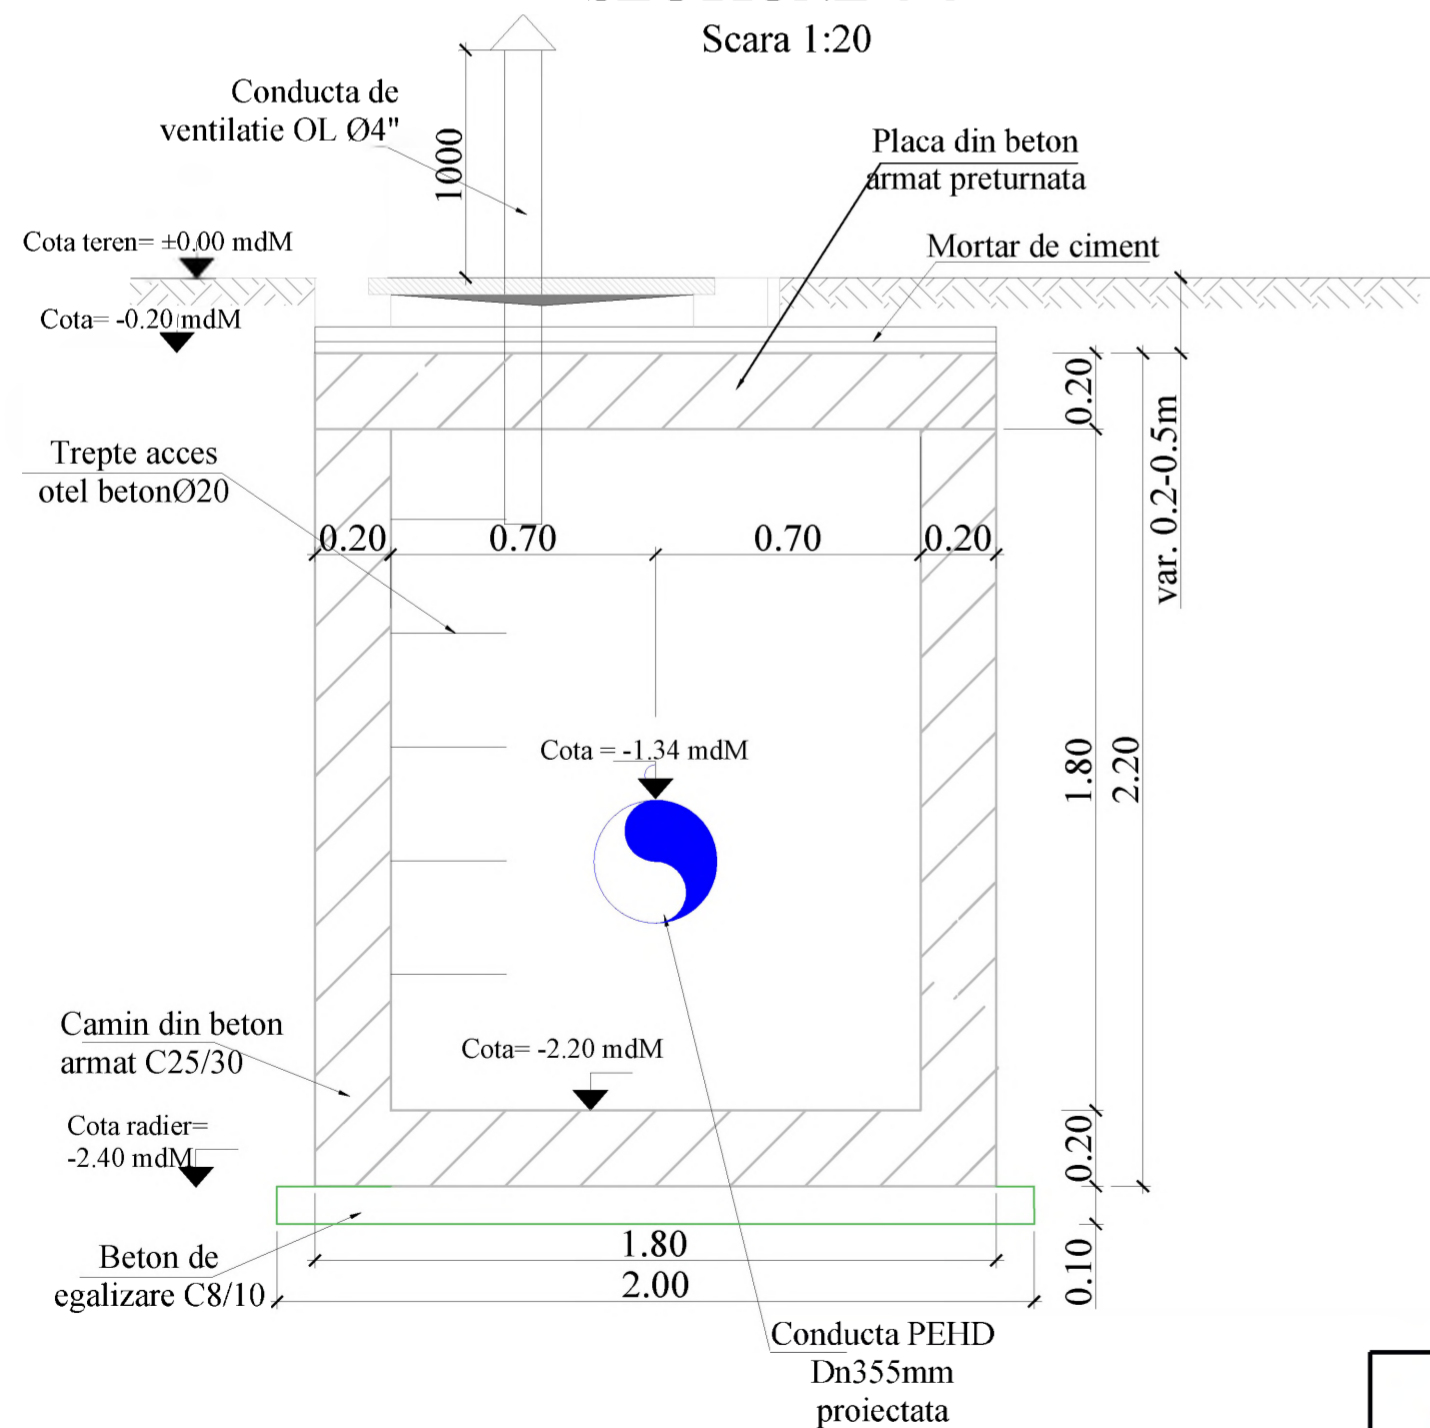 Scara 1:20
Conducta de
ventilatie OL Ø4"
1000
Placa din beton
armat preturnata
Mortar de ciment
Cota teren= ±0.00 mdM
Cota= -0.20 mdM
0.20
var. 0.2-0.5m
Trepte acces
otel betonØ20
0.20
0.70
0.70
0.20
Cota = -1.34 mdM
1.80
2.20
Camin din beton
armat C25/30
Cota= -2.20 mdM
Cota radier=
-2.40 mdM
0.20
1.80
2.00
0.10
Beton de
egalizare C8/10
Conducta PEHD
Dn355mm
proiectata